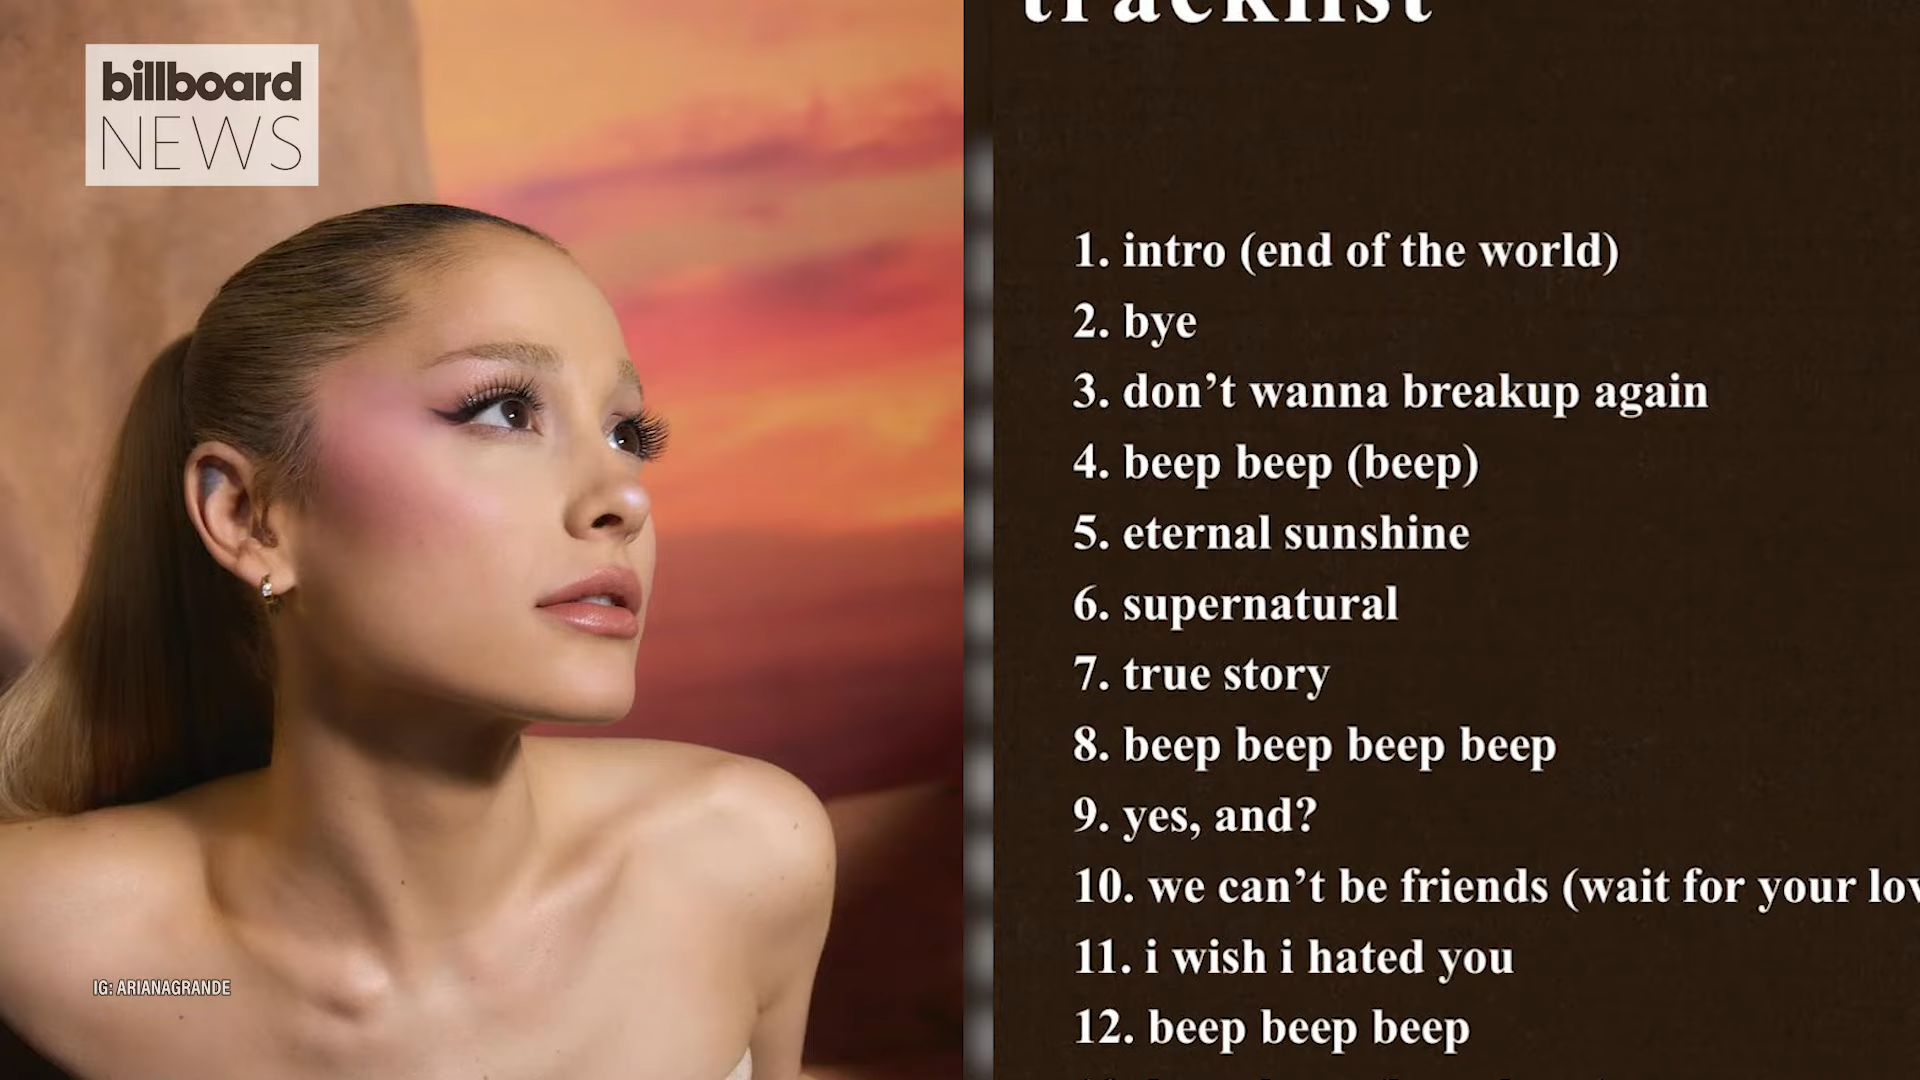 billboard
NEWS
tracklist
1. intro (end of the world)
2. bye
3. don’t wanna breakup again
4. beep beep (beep)
5. eternal sunshine
6. supernatural
7. true story
8. beep beep beep beep
9. yes, and?
10. we can’t be friends (wait for your lov
11. i wish i hated you
12. beep beep beep
IG: ARIANAGRANDE